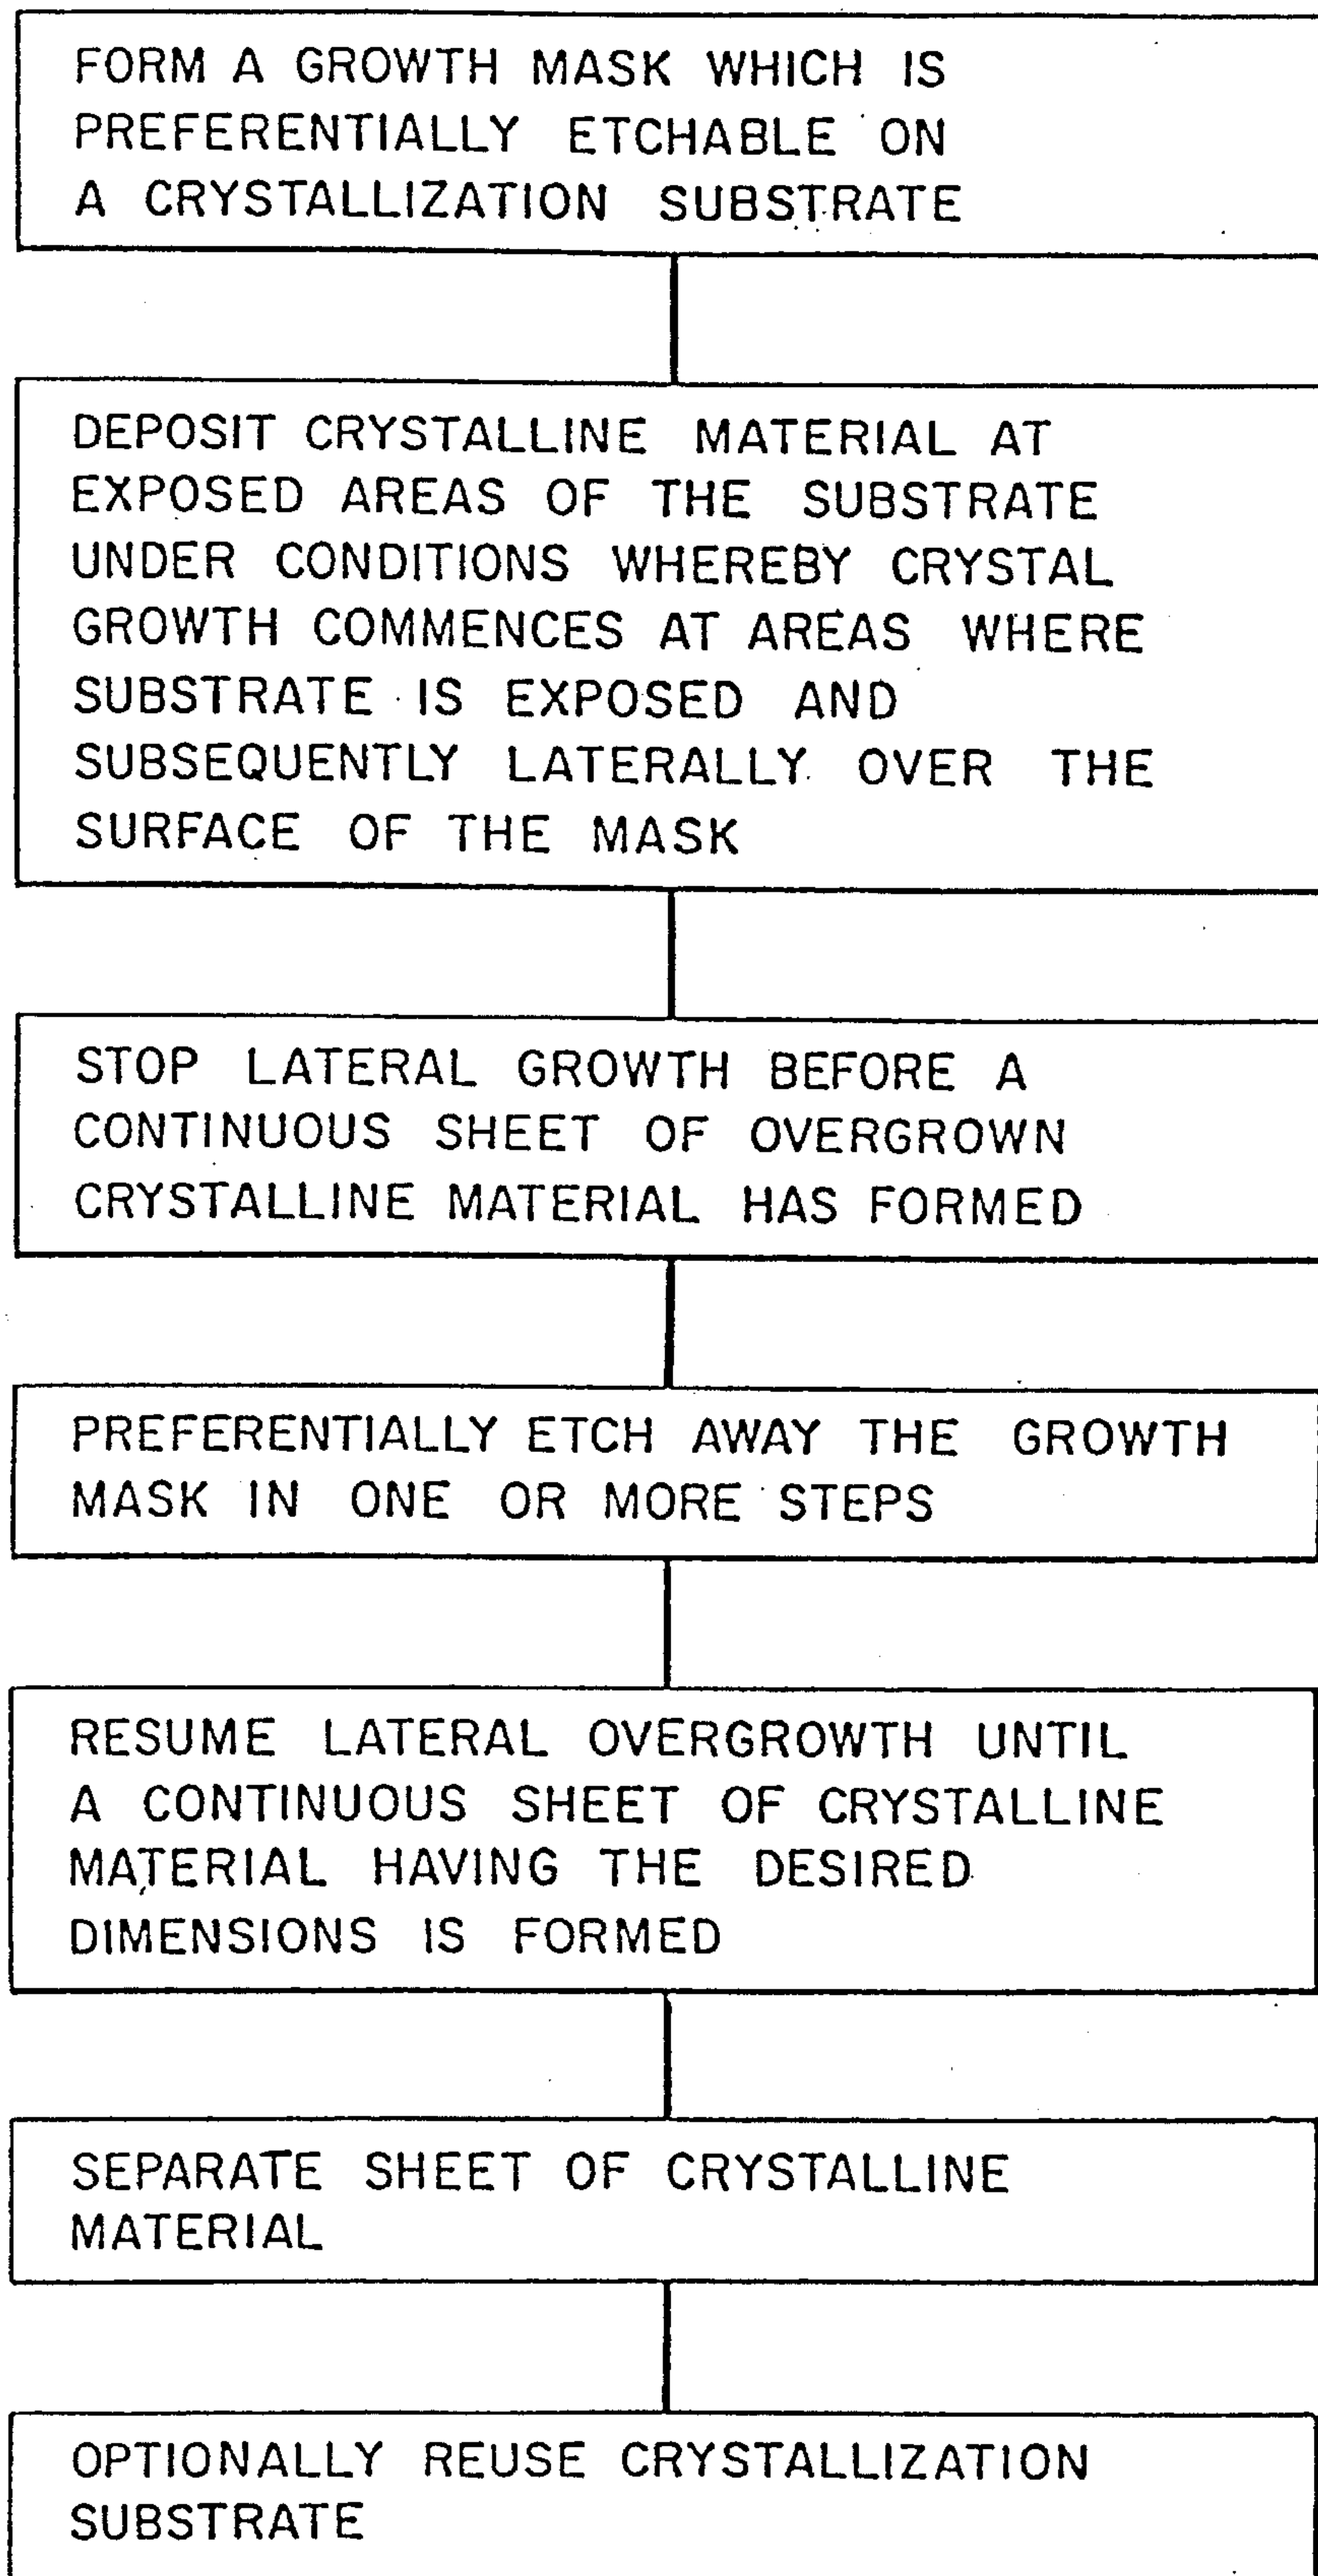 FORM A GROWTH MASK WHICH IS
PREFERENTIALLY ETCHABLE ON
A CRYSTALLIZATION SUBSTRATE
DEPOSIT CRYSTALLINE MATERIAL AT
EXPOSED AREAS OF THE SUBSTRATE
UNDER CONDITIONS WHEREBY CRYSTAL
GROWTH COMMENCES AT AREAS WHERE
SUBSTRATE IS EXPOSED AND
SUBSEQUENTLY LATERALLY OVER THE
SURFACE OF THE MASK
STOP LATERAL GROWTH BEFORE A
CONTINUOUS SHEET OF OVERGROWN
CRYSTALLINE MATERIAL HAS FORMED
PREFERENTIALLY ETCH AWAY THE GROWTH
MASK IN ONE OR MORE STEPS
RESUME LATERAL OVERGROWTH UNTIL
A CONTINUOUS SHEET OF CRYSTALLINE
MATERIAL HAVING THE DESIRED
DIMENSIONS IS FORMED
SEPARATE SHEET OF CRYSTALLINE
MATERIAL
OPTIONALLY REUSE CRYSTALLIZATION
SUBSTRATE